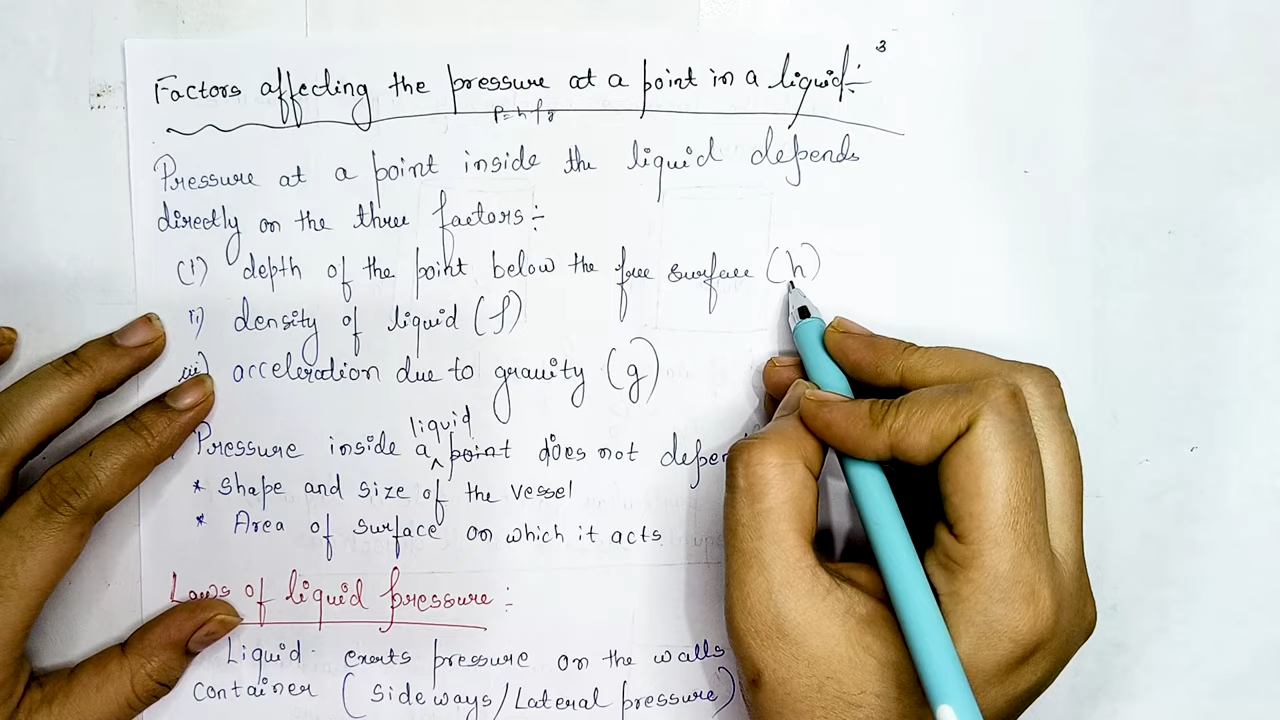 3
Factors affecting the pressure at a point in a liquid:-
P=hρg
Pressure at a point inside the liquid depends
directly on the three factors:-
(i) depth of the point below the free surface (h)
ii) density of liquid (ρ)
iii) acceleration due to gravity (g)
liquid
Pressure inside a ^ point does not depen
* Shape and size of the vessel
* Area of surface on which it acts.
Laws of liquid pressure:-
Liquid exerts pressure on the walls
container (Sideways/Lateral pressure)